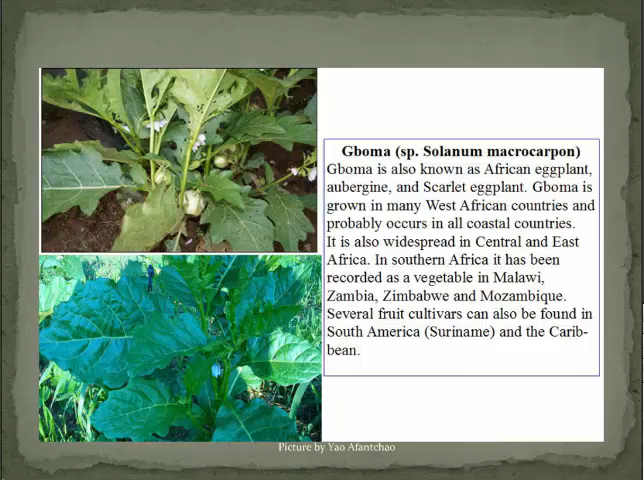 Gboma (sp. Solanum macrocarpon)
Gboma is also known as African eggplant,
aubergine, and Scarlet eggplant. Gboma is
grown in many West African countries and
probably occurs in all coastal countries.
It is also widespread in Central and East
Africa. In southern Africa it has been
recorded as a vegetable in Malawi,
Zambia, Zimbabwe and Mozambique.
Several fruit cultivars can also be found in
South America (Suriname) and the Carib-
bean.
Picture by Yao Afantchao